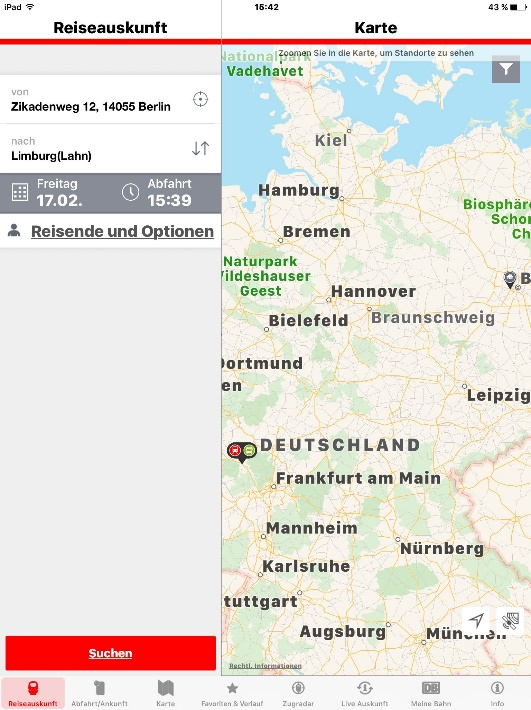 iPad
15:42
43 %
Reiseauskunft
Karte
von
Zikadenweg 12, 14055 Berlin
nach
Limburg(Lahn)
Freitag
17.02.
Abfahrt
15:39
Reisende und Optionen
Suchen
Zoomen Sie in die Karte, um Standorte zu sehen
Nationalpark
Vadehavet
Kiel
Hamburg
Biosphär
Schor
Ch
Bremen
Naturpark
Wildeshauser
Geest
B
Hannover
Bielefeld
Braunschweig
Dortmund
en
Leipzig
DEUTSCHLAND
Frankfurt am Main
Mannheim
Nürnberg
Karlsruhe
tuttgart
Augsburg
München
Rechtl. Informationen
Reiseauskunft
Abfahrt/Ankunft
Karte
Favoriten & Verlauf
Zugradar
Live Auskunft
DB
Meine Bahn
Info